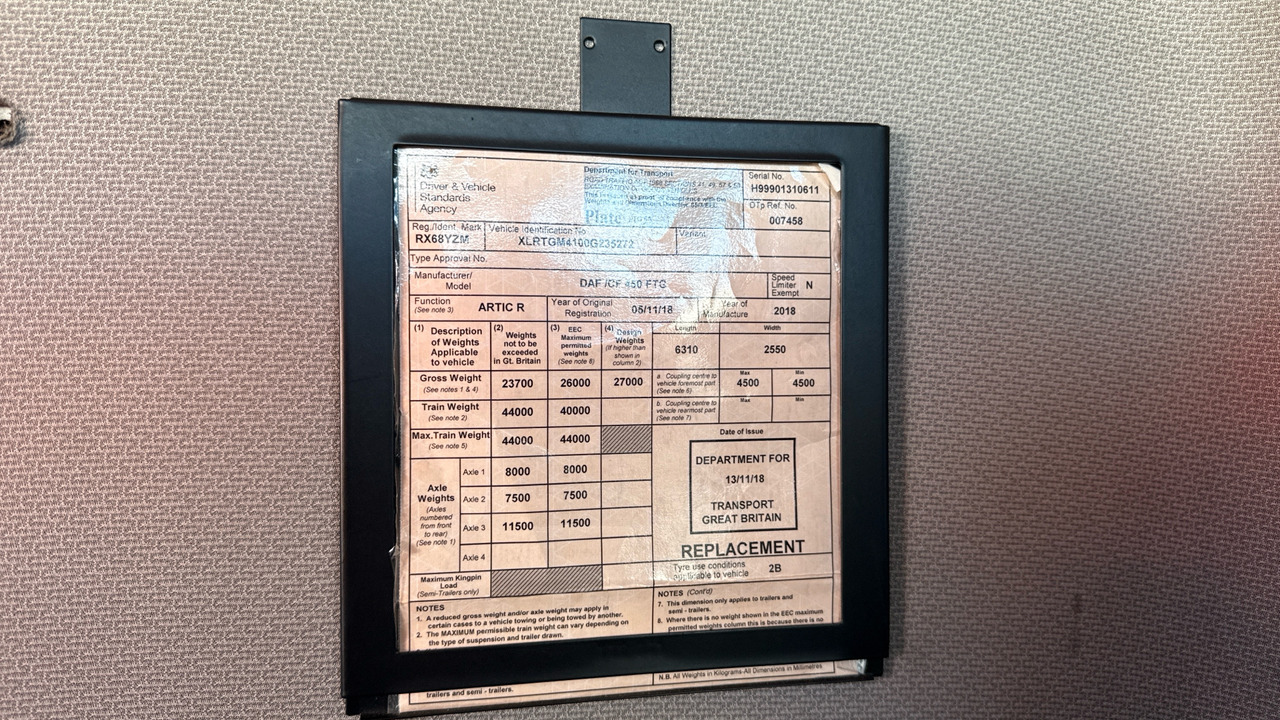 Driver & Vehicle
Standards
Agency
Department for Transport
Plate
Serial No.
H99901310611
DTp Ref. No.
007458
Reg./Ident. Mark
RX68YZM
Vehicle Identification No
XLRTGM4100G235272
Variant
Type Approval No.
Manufacturer/
Model
DAF /CF 450 FTG
Speed
Limiter
Exempt
N
Function
(See note 3)
ARTIC R
Year of Original
Registration
05/11/18
Year of
Manufacture
2018
(1) Description
of Weights
Applicable
to vehicle
(2) Weights
not to be
exceeded
in Gt. Britain
(3) EEC
Maximum
permitted
weights
(See note 8)
(4) Design
Weights
(if higher than
shown in
column 2)
Length
6310
Width
2550
Gross Weight
(See notes 1 & 4)
23700 26000 27000
a. Coupling centre to
vehicle foremost part
(See note 6)
Max
4500
Min
4500
Train Weight
(See note 2)
44000 40000
b. Coupling centre to
vehicle rearmost part
(See note 7)
Max
Min
Max.Train Weight
(See note 5)
44000 44000
Axle
Weights
(Axles
numbered
from front
to rear)
(See note 1)
Axle 1 8000 8000
Axle 2 7500 7500
Axle 3 11500 11500
Axle 4
Maximum Kingpin
Load
(Semi-Trailers only)
Date of Issue
DEPARTMENT FOR
13/11/18
TRANSPORT
GREAT BRITAIN
REPLACEMENT
Tyre use conditions
applicable to vehicle
2B
NOTES
1. A reduced gross weight and/or axle weight may apply in
certain cases to a vehicle towing or being towed by another.
2. The MAXIMUM permissible train weight can vary depending on
the type of suspension and trailer drawn.
trailers and semi - trailers.
NOTES (Cont'd)
7. This dimension only applies to trailers and
semi - trailers.
8. Where there is no weight shown in the EEC maximum
permitted weights column this is because there is no
N.B. All Weights in Kilograms All Dimensions in Millimetres